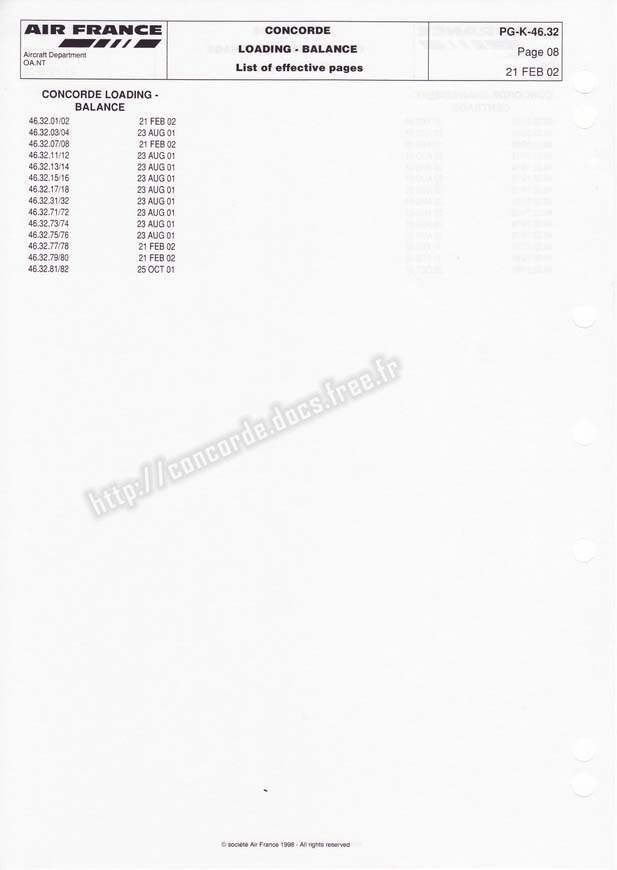 AIR FRANCE
Aircraft Department
OA.NT
CONCORDE
LOADING - BALANCE
List of effective pages
PG-K-46.32
Page 08
21 FEB 02
CONCORDE LOADING -
BALANCE
46.32.01/02 21 FEB 02
46.32.03/04 23 AUG 01
46.32.07/08 21 FEB 02
46.32.11/12 23 AUG 01
46.32.13/14 23 AUG 01
46.32.15/16 23 AUG 01
46.32.17/18 23 AUG 01
46.32.31/32 23 AUG 01
46.32.71/72 23 AUG 01
46.32.73/74 23 AUG 01
46.32.75/76 23 AUG 01
46.32.77/78 21 FEB 02
46.32.79/80 21 FEB 02
46.32.81/82 25 OCT 01
http://concorde.docs.free.fr
© société Air France 1998 - All rights reserved